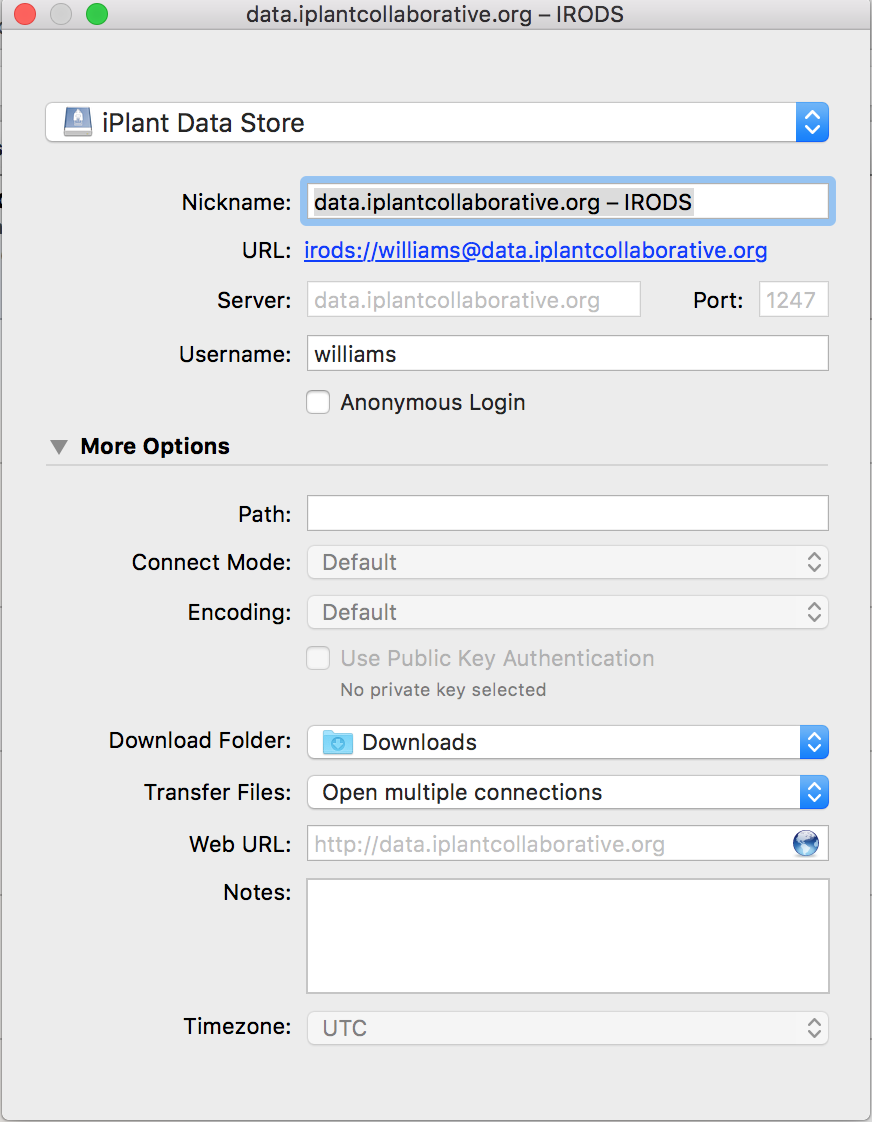 data.iplantcollaborative.org – IRODS
iPlant Data Store
Nickname: data.iplantcollaborative.org – IRODS
URL: irods://williams@data.iplantcollaborative.org
Server: data.iplantcollaborative.org Port: 1247
Username: williams
Anonymous Login
More Options
Path:
Connect Mode: Default
Encoding: Default
Use Public Key Authentication
No private key selected
Download Folder: Downloads
Transfer Files: Open multiple connections
Web URL: http://data.iplantcollaborative.org
Notes:
Timezone: UTC